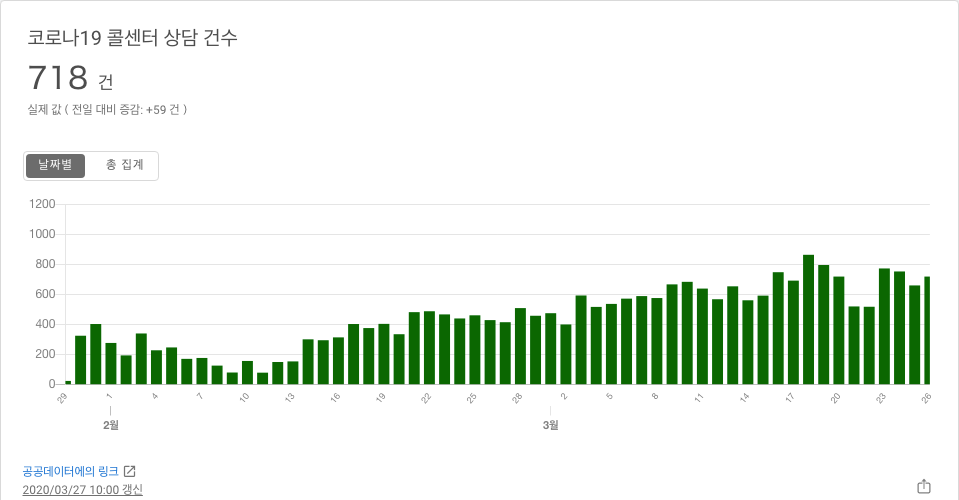 코로나19 콜센터 상담 건수
718 건
실제 값 ( 전일 대비 증감: +59 건 )
날짜별 총 집계
1200
1000
800
600
400
200
0
29 1 4 7 10 13 16 19 22 25 28 2 5 8 11 14 17 20 23 26
2월 3월
공공데이터에의 링크
2020/03/27 10:00 갱신